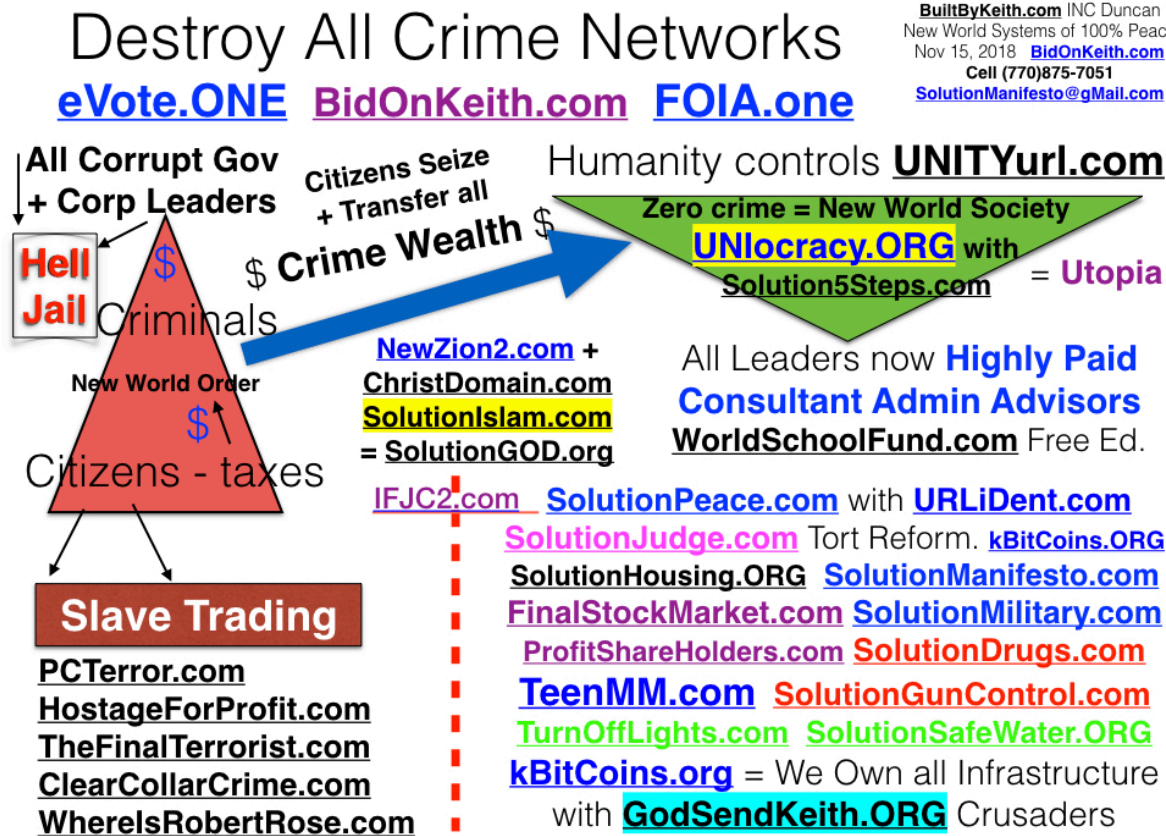 Destroy All Crime Networks
BuiltByKeith.com INC Duncan
New World Systems of 100% Peac
Nov 15, 2018 BidOnKeith.com
Cell (770)875-7051
SolutionManifesto@gMail.com
eVote.ONE BidOnKeith.com FOIA.one
All Corrupt Gov
+ Corp Leaders
Hell
Jail
$
Criminals
New World Order
$
Citizens - taxes
Citizens Seize
+ Transfer all
$ Crime Wealth $
Humanity controls UNITYurl.com
Zero crime = New World Society
UNIocracy.ORG with
Solution5Steps.com
= Utopia
NewZion2.com +
ChristDomain.com
SolutionIslam.com
= SolutionGOD.org
All Leaders now Highly Paid
Consultant Admin Advisors
WorldSchoolFund.com Free Ed.
Slave Trading
PCTerror.com
HostageForProfit.com
TheFinalTerrorist.com
ClearCollarCrime.com
WhereIsRobertRose.com
IFJC2.com SolutionPeace.com with URLiDent.com
SolutionJudge.com Tort Reform. kBitCoins.ORG
SolutionHousing.ORG SolutionManifesto.com
FinalStockMarket.com SolutionMilitary.com
ProfitShareHolders.com SolutionDrugs.com
TeenMM.com SolutionGunControl.com
TurnOffLights.com SolutionSafeWater.ORG
kBitCoins.org = We Own all Infrastructure
with GodSendKeith.ORG Crusaders